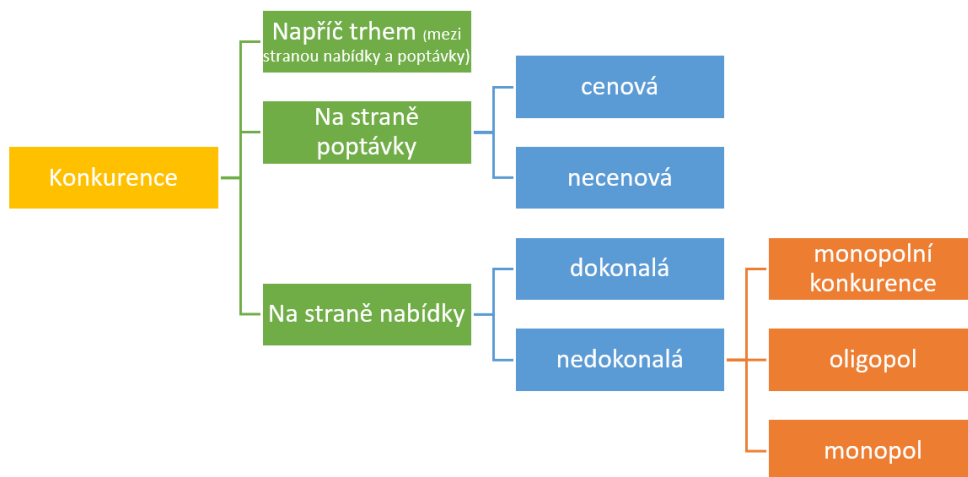 Konkurence
Napříč trhem (mezi
stranou nabídky a poptávky)
Na straně
poptávky
cenová
necenová
Na straně nabídky
dokonalá
nedokonalá
monopolní
konkurence
oligopol
monopol